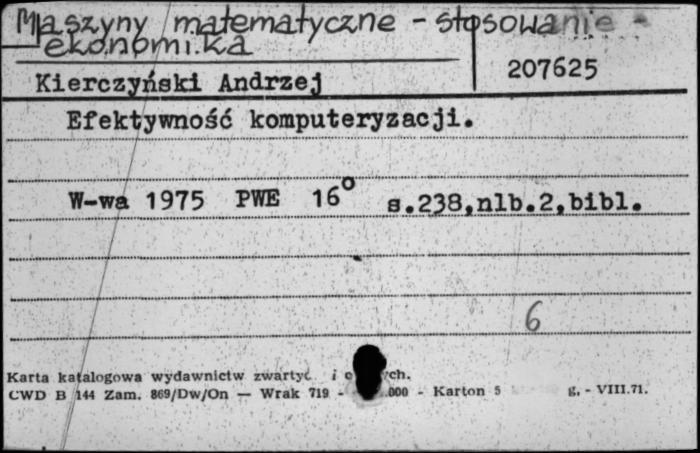 Maszyny matematyczne - stosowanie -
ekonomika
207625
Kierczyński Andrzej
Efektywność komputeryzacji.
W-wa 1975 PWE 16° s.238,nlb.2,bibl.
6
Karta katalogowa wydawnictw i
CWD B 144 Zam. 869/Dw/On — Wrak 719 - 000 - Karton 5 g. - VIII.71.